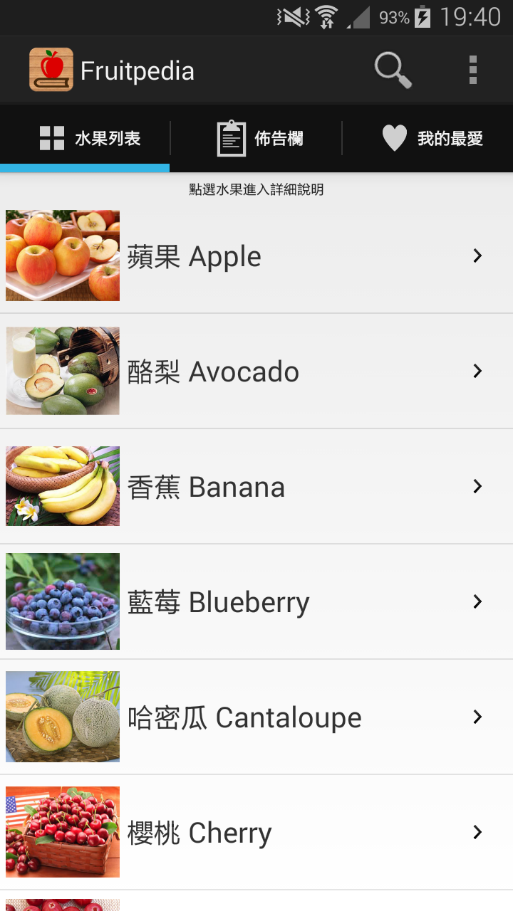 93% 19:40
Fruitpedia
水果列表 佈告欄 我的最愛
點選水果進入詳細說明
蘋果 Apple
酪梨 Avocado
香蕉 Banana
藍莓 Blueberry
哈密瓜 Cantaloupe
櫻桃 Cherry